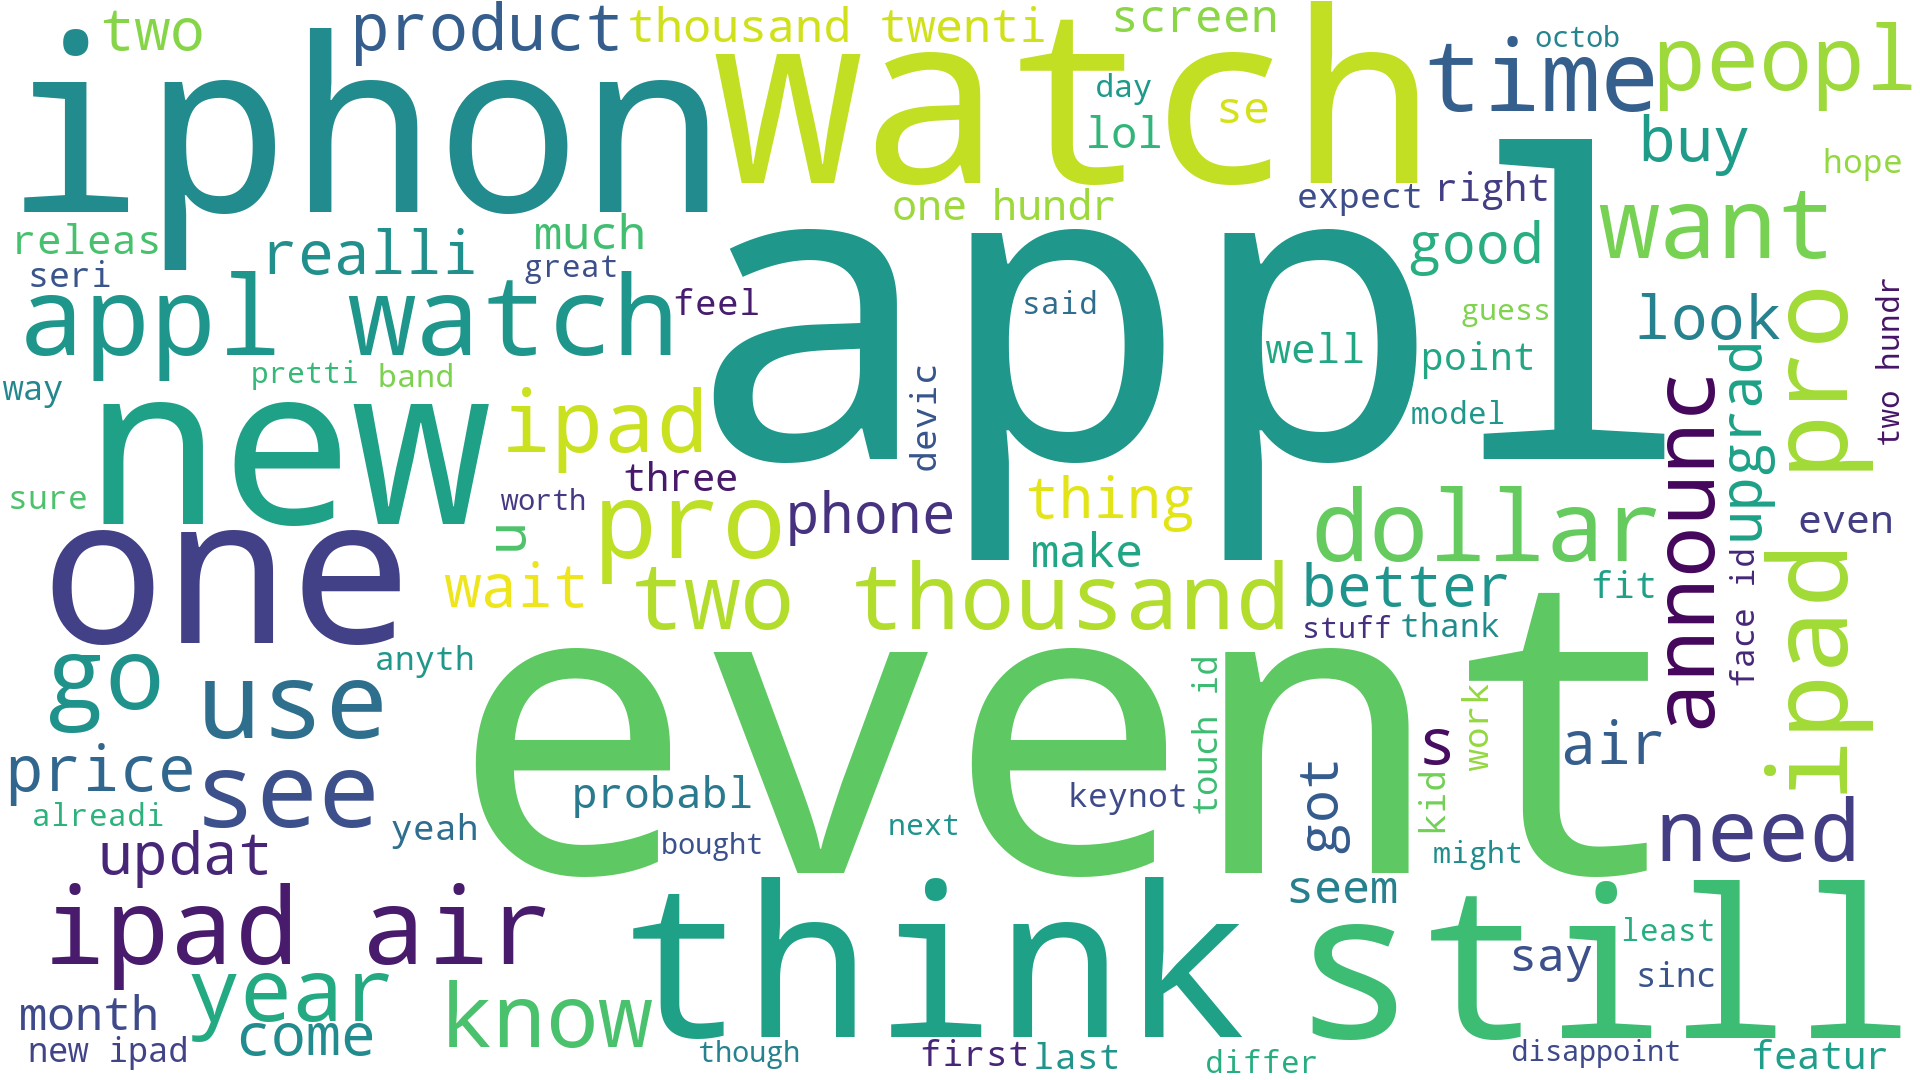 two
product
thousand twenti
screen
octob
iphon
watch
time
peopl
day
se
lol
buy
hope
appl
one hundr
expect
right
want
releas
realli
much
good
seri
great
appl watch
feel
said
guess
look
two hundr
pro
way
pretti
band
well
point
new
ipad
devic
model
upgrad
announc
sure
three
worth
pro
phone
thing
dollar
even
u
one
wait
two thousand
make
better
fit
face id
stuff
thank
ipad
event
go
use
anyth
touch id
work
s
air
price
see
probabl
keynot
got
kid
need
alreadi
yeah
bought
next
might
updat
seem
ipad air
think
still
say
least
sinc
year
know
month
come
new ipad
though
first
last
differ
disappoint
featur